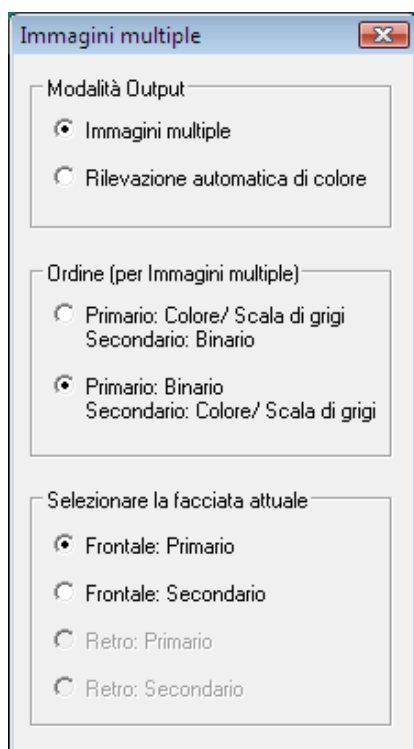 Immagini multiple
Modalità Output
Immagini multiple
Rilevazione automatica di colore
Ordine (per Immagini multiple)
Primario: Colore/ Scala di grigi
Secondario: Binario
Primario: Binario
Secondario: Colore/ Scala di grigi
Selezionare la facciata attuale
Frontale: Primario
Frontale: Secondario
Retro: Primario
Retro: Secondario